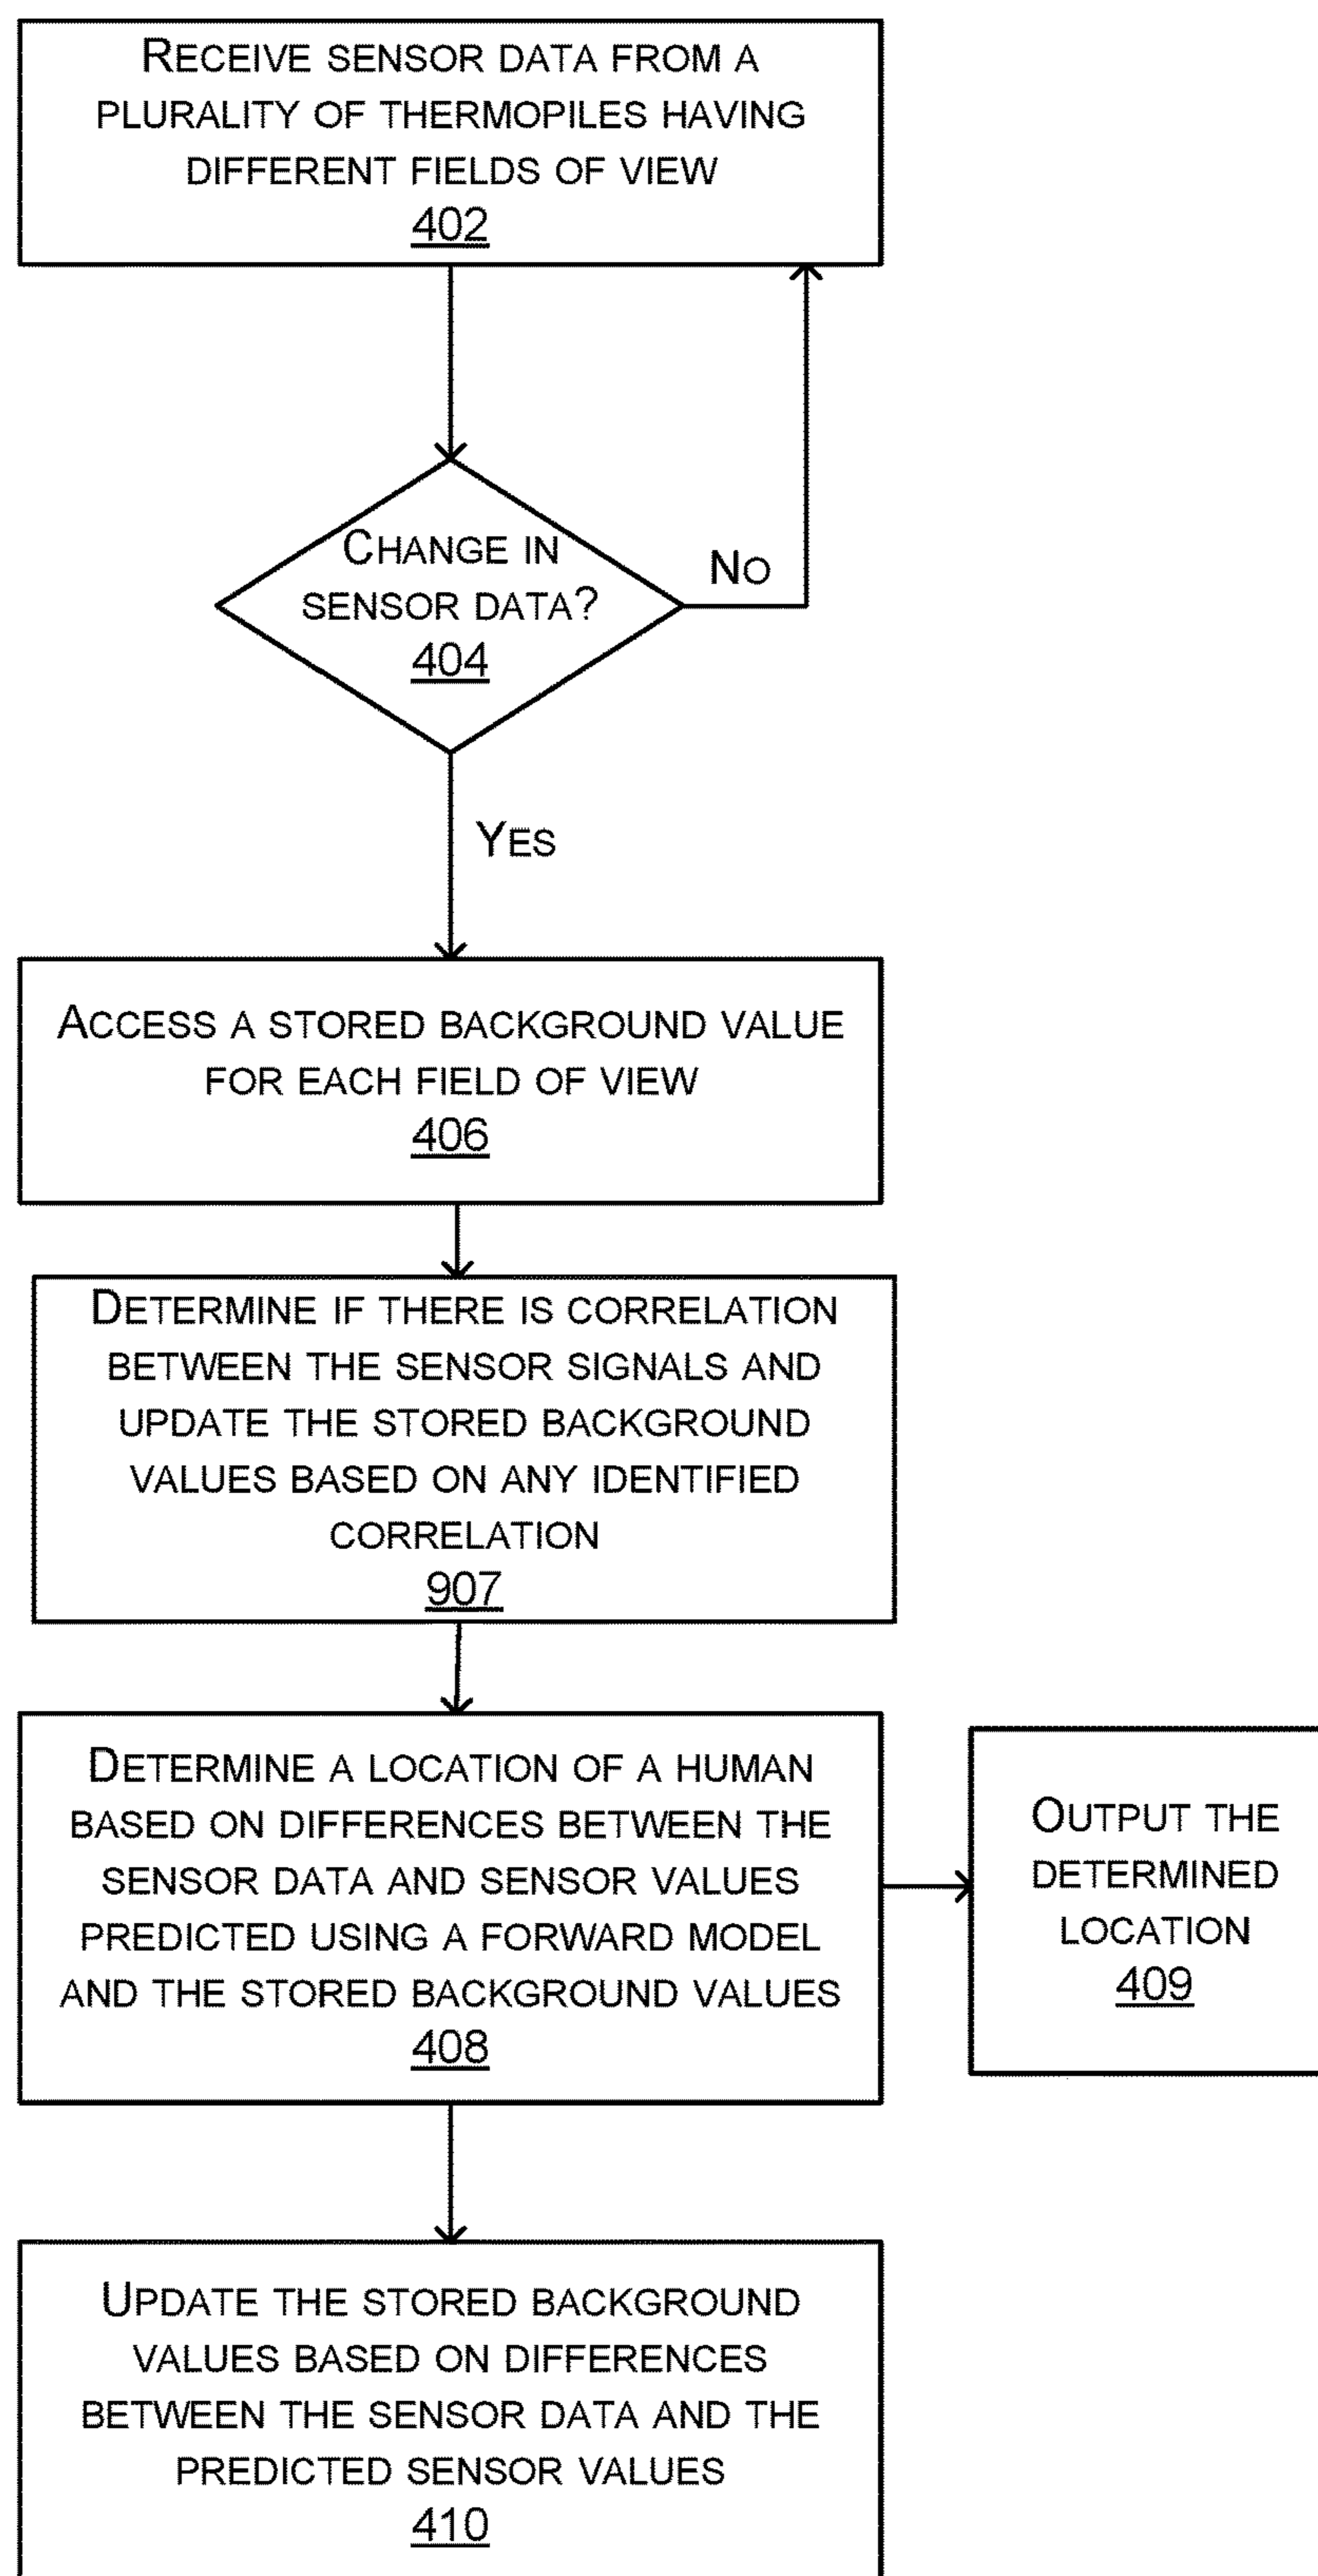 RECEIVE SENSOR DATA FROM A
PLURALITY OF THERMOPILES HAVING
DIFFERENT FIELDS OF VIEW
402
CHANGE IN
SENSOR DATA?
404
NO
YES
ACCESS A STORED BACKGROUND VALUE
FOR EACH FIELD OF VIEW
406
DETERMINE IF THERE IS CORRELATION
BETWEEN THE SENSOR SIGNALS AND
UPDATE THE STORED BACKGROUND
VALUES BASED ON ANY IDENTIFIED
CORRELATION
907
DETERMINE A LOCATION OF A HUMAN
BASED ON DIFFERENCES BETWEEN THE
SENSOR DATA AND SENSOR VALUES
PREDICTED USING A FORWARD MODEL
AND THE STORED BACKGROUND VALUES
408
OUTPUT THE
DETERMINED
LOCATION
409
UPDATE THE STORED BACKGROUND
VALUES BASED ON DIFFERENCES
BETWEEN THE SENSOR DATA AND THE
PREDICTED SENSOR VALUES
410